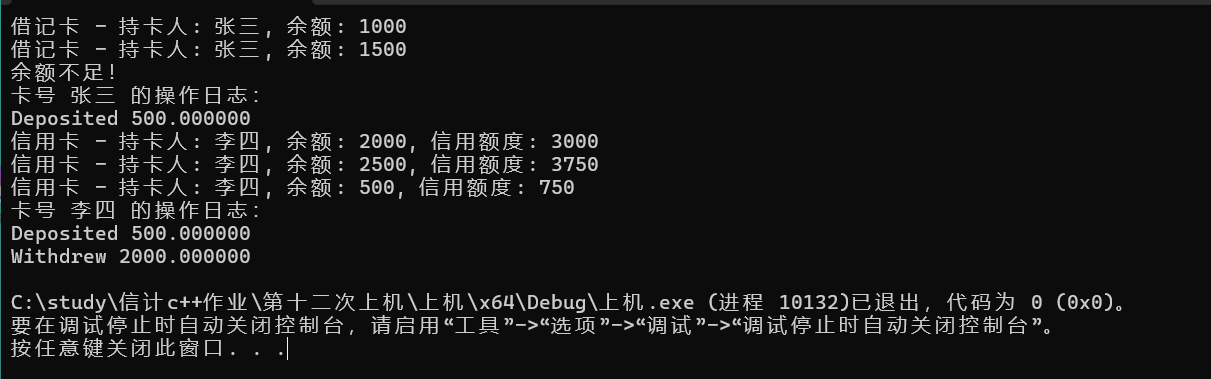 借记卡 - 持卡人: 张三, 余额: 1000
借记卡 - 持卡人: 张三, 余额: 1500
余额不足!
卡号 张三 的操作日志:
Deposited 500.000000
信用卡 - 持卡人: 李四, 余额: 2000, 信用额度: 3000
信用卡 - 持卡人: 李四, 余额: 2500, 信用额度: 3750
信用卡 - 持卡人: 李四, 余额: 500, 信用额度: 750
卡号 李四 的操作日志:
Deposited 500.000000
Withdrew 2000.000000
C:\study\信计c++作业\第十二次上机\上机\x64\Debug\上机.exe (进程 10132)已退出，代码为 0 (0x0)。
要在调试停止时自动关闭控制台，请启用“工具”->“选项”->“调试”->“调试停止时自动关闭控制台”。
按任意键关闭此窗口. . .